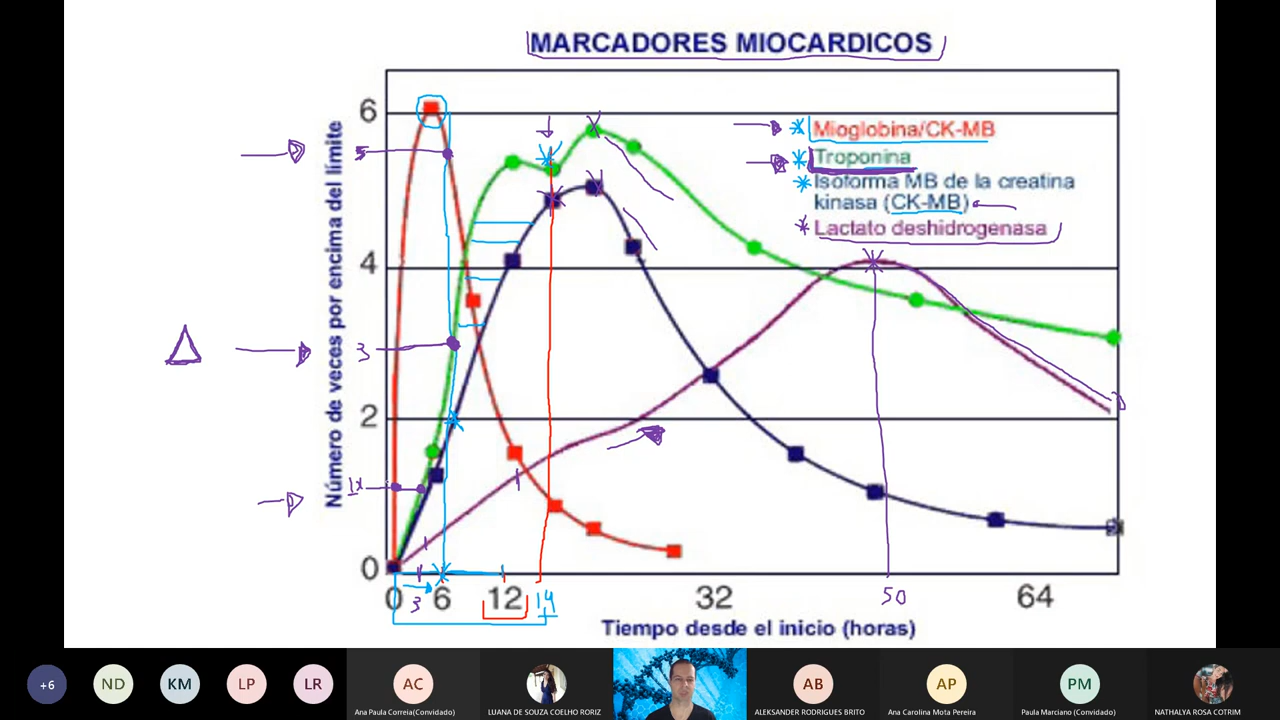 MARCADORES MIOCARDICOS
Número de veces por encima del límite
6
4
2
0
5
3
1x
Mioglobina/CK-MB
Troponina
Isoforma MB de la creatina
kinasa (CK-MB)
Lactato deshidrogenasa
0
3
6
12
14
32
50
64
Tiempo desde el inicio (horas)
+6
ND
KM
LP
LR
AC
AB
AP
PM
Ana Paula Correia(Convidado)
LUANA DE SOUZA COELHO RORIZ
ALEKSANDER RODRIGUES BRITO
Ana Carolina Mota Pereira
Paula Marciano (Convidado)
NATHALYA ROSA COTRIM